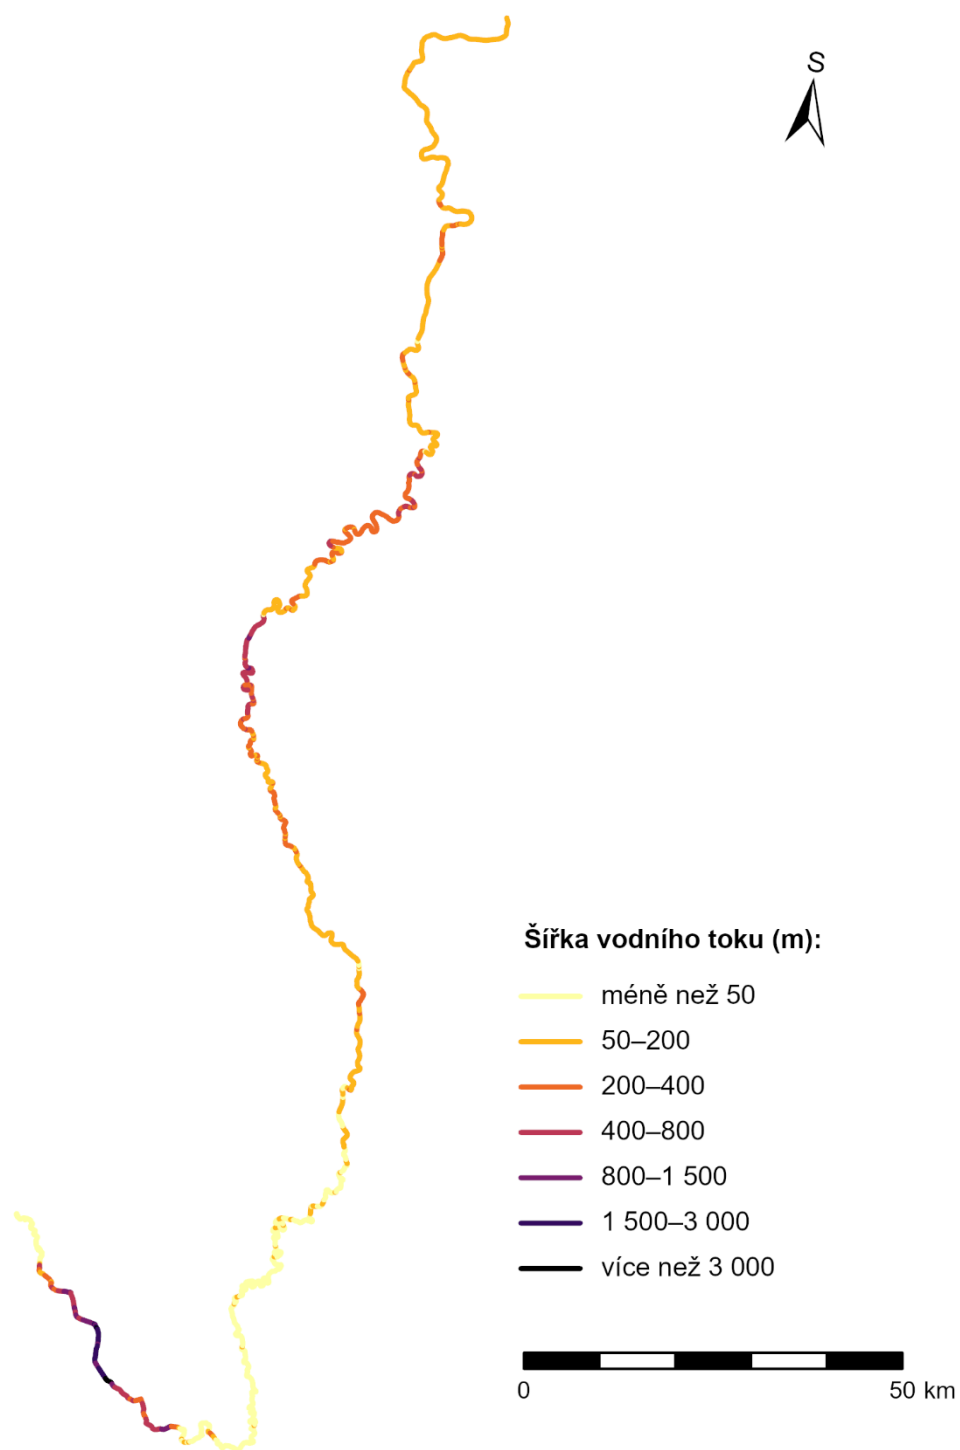 S
Šířka vodního toku (m):
méně než 50
50–200
200–400
400–800
800–1 500
1 500–3 000
více než 3 000
0 50 km